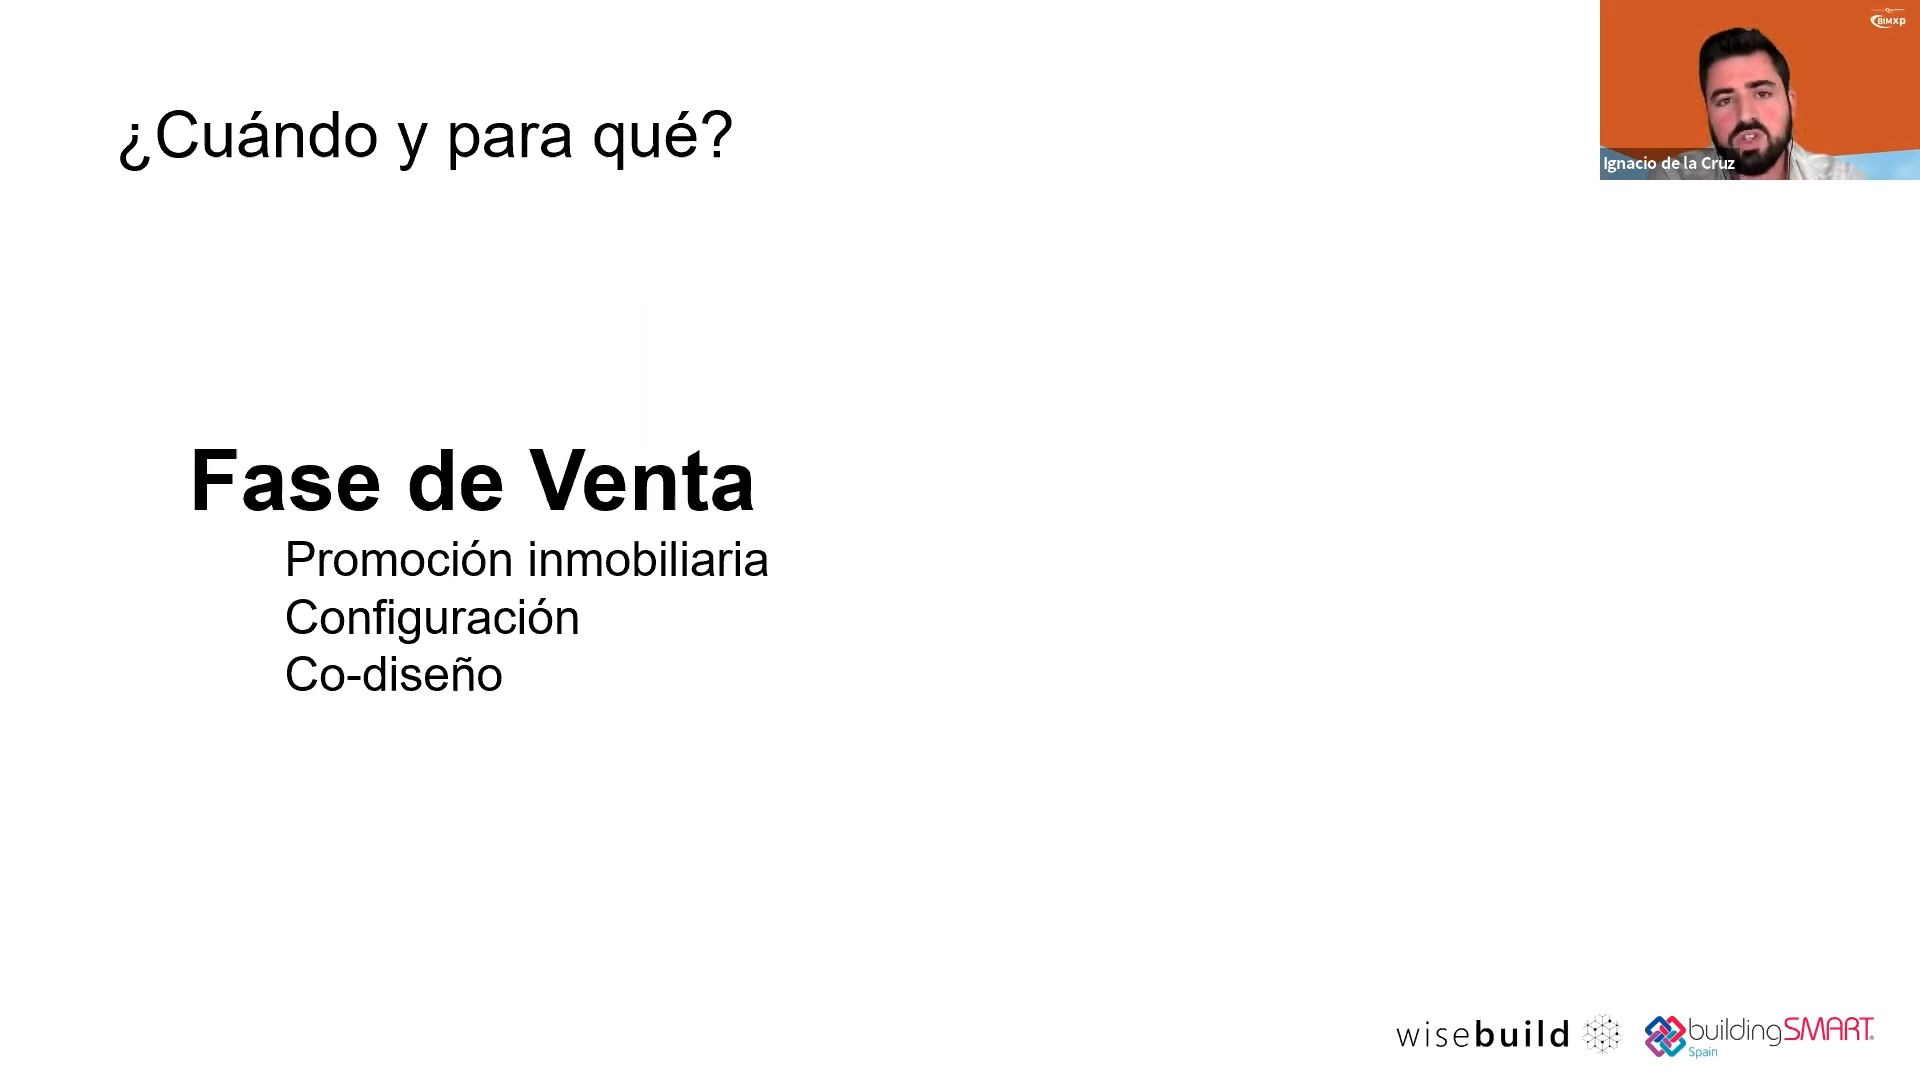 ¿Cuándo y para qué?
BIMxp
Ignacio de la Cruz
Fase de Venta
Promoción inmobiliaria
Configuración
Co-diseño
wisebuild
buildingSMART®
Spain